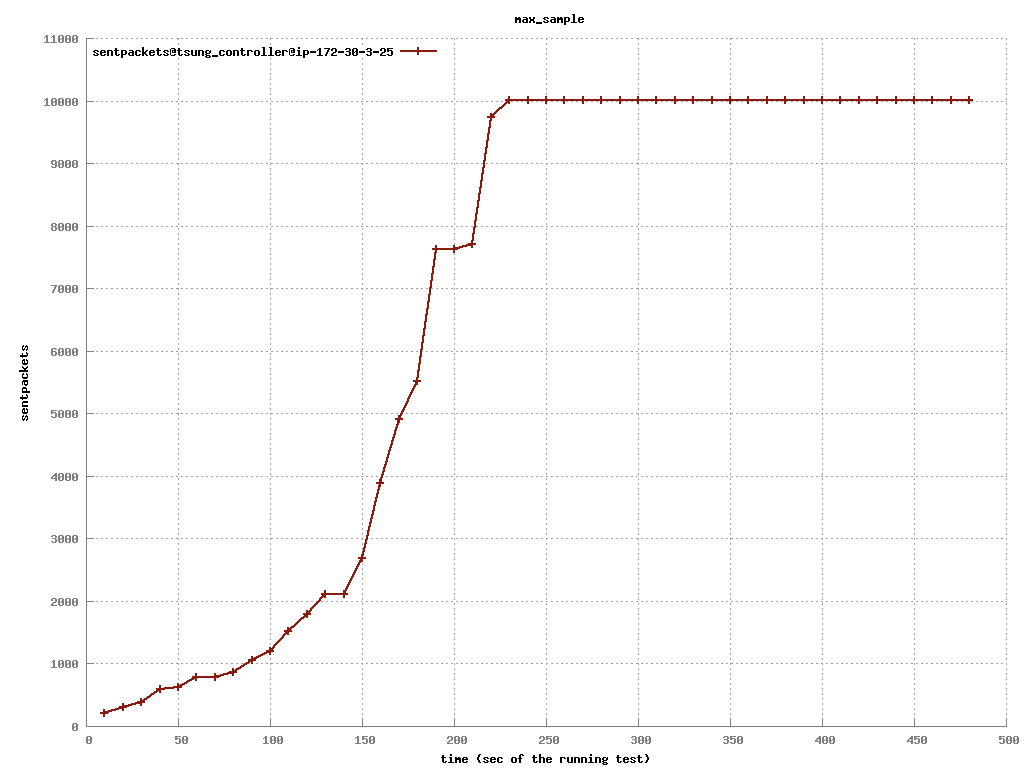 max_sample
sentpackets@tsung_controller@ip-172-30-3-25
11000
10000
9000
8000
7000
6000
5000
4000
3000
2000
1000
0
sentpackets
0 50 100 150 200 250 300 350 400 450 500
time (sec of the running test)